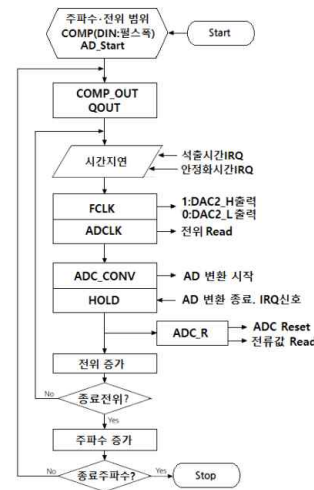 주파수·전위 범위
COMP(DIN:펄스폭)
AD_Start
Start
COMP_OUT
QOUT
시간지연
석출시간IRQ
안정화시간IRQ
FCLK
1:DAC2_H출력
0:DAC2_L출력
ADCLK
전위 Read
ADC_CONV
AD 변환 시작
HOLD
AD 변환 종료, IRQ신호
ADC_R
ADC Reset
전류값 Read
전위 증가
No
종료전위?
Yes
주파수 증가
No
종료주파수?
Yes
Stop